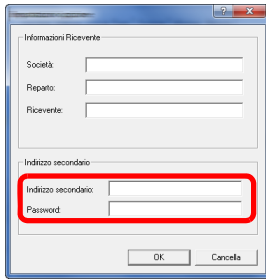 Informazioni Ricevente
Società:
Reparto:
Ricevente:
Indirizzo secondario
Indirizzo secondario:
Password:
OK
Cancella